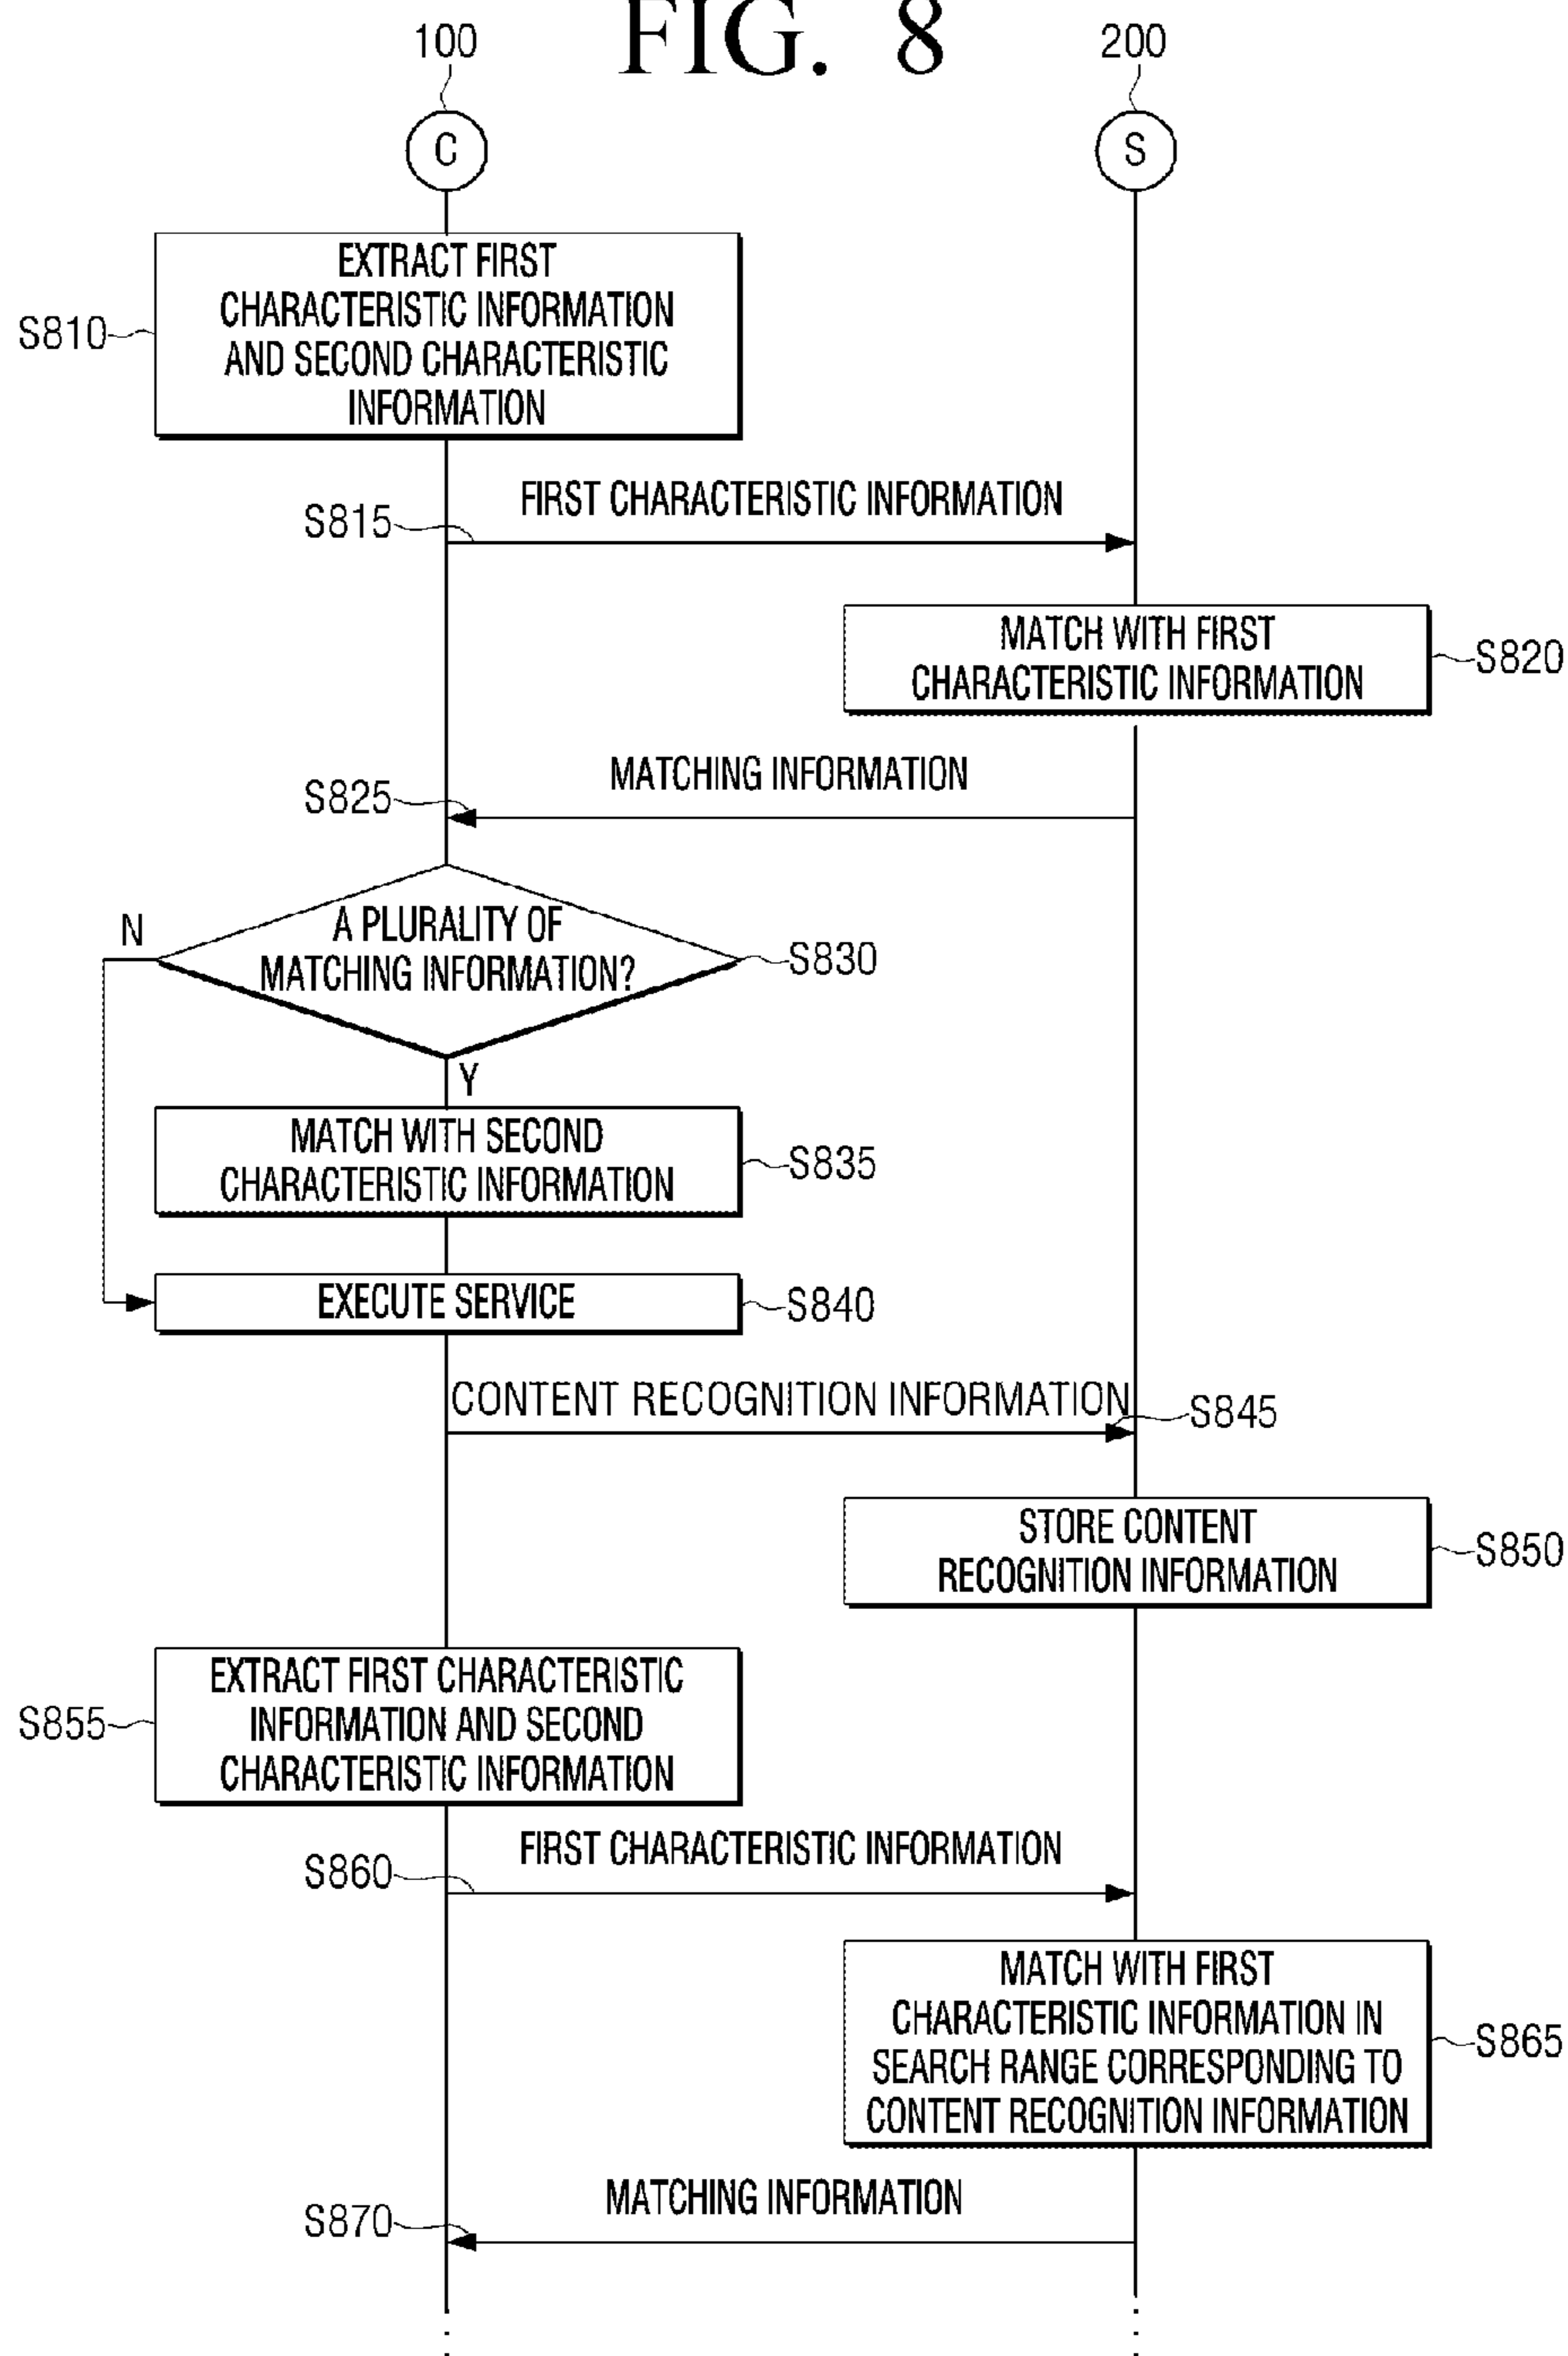 FIG. 8
100
200
C
S
EXTRACT FIRST
CHARACTERISTIC INFORMATION
AND SECOND CHARACTERISTIC
INFORMATION
S810
FIRST CHARACTERISTIC INFORMATION
S815
MATCH WITH FIRST
CHARACTERISTIC INFORMATION
S820
MATCHING INFORMATION
S825
N
A PLURALITY OF
MATCHING INFORMATION?
S830
Y
MATCH WITH SECOND
CHARACTERISTIC INFORMATION
S835
EXECUTE SERVICE
S840
CONTENT RECOGNITION INFORMATION
S845
STORE CONTENT
RECOGNITION INFORMATION
S850
EXTRACT FIRST CHARACTERISTIC
INFORMATION AND SECOND
CHARACTERISTIC INFORMATION
S855
FIRST CHARACTERISTIC INFORMATION
S860
MATCH WITH FIRST
CHARACTERISTIC INFORMATION IN
SEARCH RANGE CORRESPONDING TO
CONTENT RECOGNITION INFORMATION
S865
MATCHING INFORMATION
S870